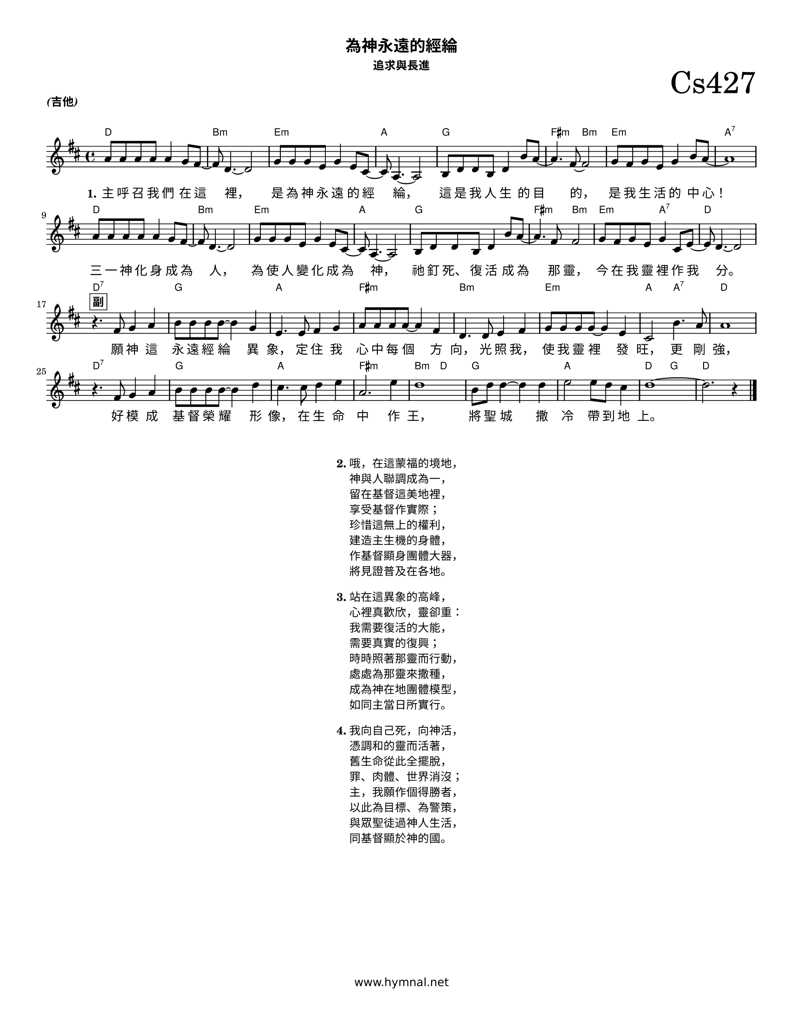 為神永遠的經綸
追求與長進
Cs427
(吉他)
D Bm Em A G F♯m Bm Em A7
1. 主呼召我們在這裡，是為神永遠的經綸，這是我人生的目的，是我生活的中心！
9
D Bm Em A G F♯m Bm Em A7 D
三一神化身成為人，為使人變化成為神，祂釘死、復活成為那靈，今在我靈裡作我分。
17
副
D7 G A F♯m Bm Em A A7 D
願神這永遠經綸異象，定住我心中每個方向，光照我，使我靈裡發旺，更剛強，
25
D7 G A F♯m Bm D G A D G D
好模成基督榮耀形像，在生命中作王，將聖城撒冷帶到地上。
2. 哦，在這蒙福的境地，
神與人聯調成為一，
留在基督這美地裡，
享受基督作實際；
珍惜這無上的權利，
建造主生機的身體，
作基督顯身團體大器，
將見證普及在各地。
3. 站在這異象的高峰，
心裡真歡欣，靈卻重：
我需要復活的大能，
需要真實的復興；
時時照著那靈而行動，
處處為那靈來撒種，
成為神在地團體模型，
如同主當日所實行。
4. 我向自己死，向神活，
憑調和的靈而活著，
舊生命從此全擺脫，
罪、肉體、世界消沒；
主，我願作個得勝者，
以此為目標、為警策，
與眾聖徒過神人生活，
同基督顯於神的國。
www.hymnal.net